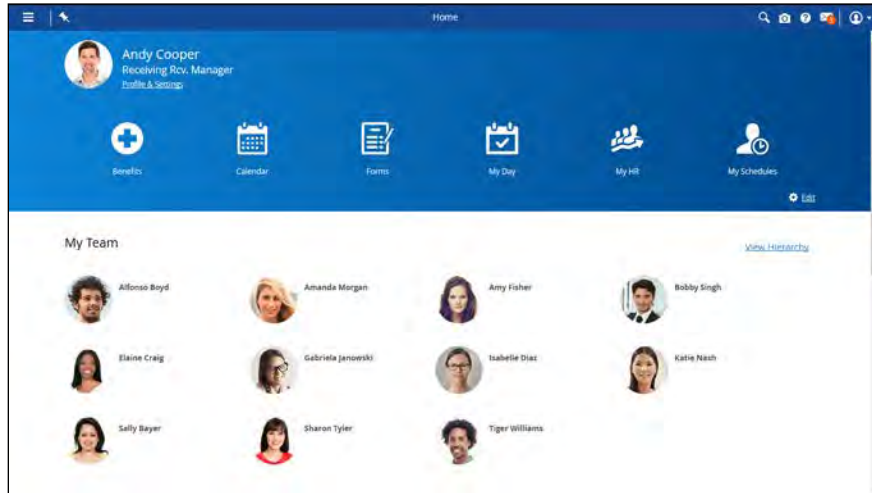 Home
Andy Cooper
Receiving Rcv. Manager
Profile & Settings
Benefits
Calendar
Forms
My Day
My HR
My Schedules
Edit
My Team
View Hierarchy
Alfonso Boyd
Amanda Morgan
Amy Fisher
Bobby Singh
Elaine Craig
Gabriela Janowski
Isabelle Diaz
Katie Nash
Sally Bayer
Sharon Tyler
Tiger Williams